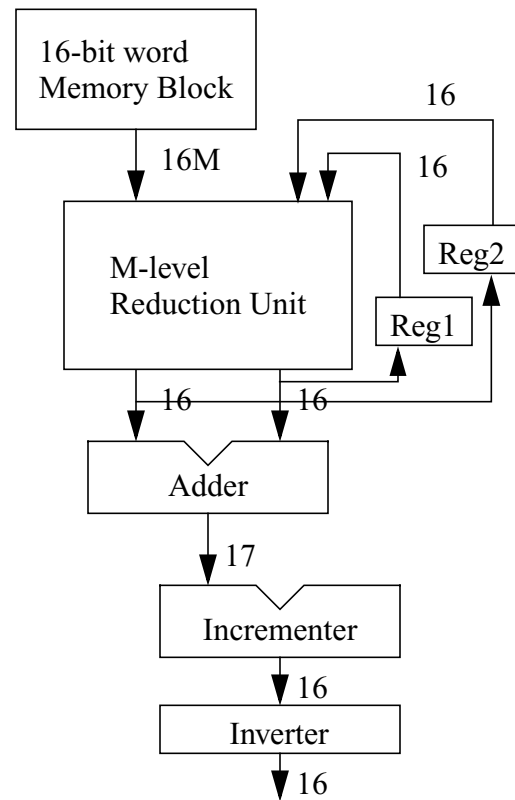 16-bit word
Memory Block
16
16M
16
M-level
Reduction Unit
Reg2
Reg1
16
16
Adder
17
Incrementer
16
Inverter
16